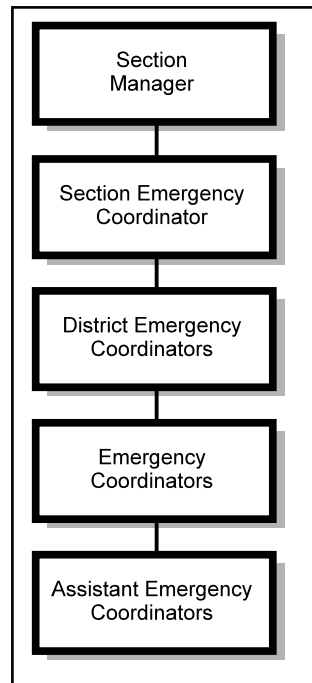 Section
Manager
Section Emergency
Coordinator
District Emergency
Coordinators
Emergency
Coordinators
Assistant Emergency
Coordinators